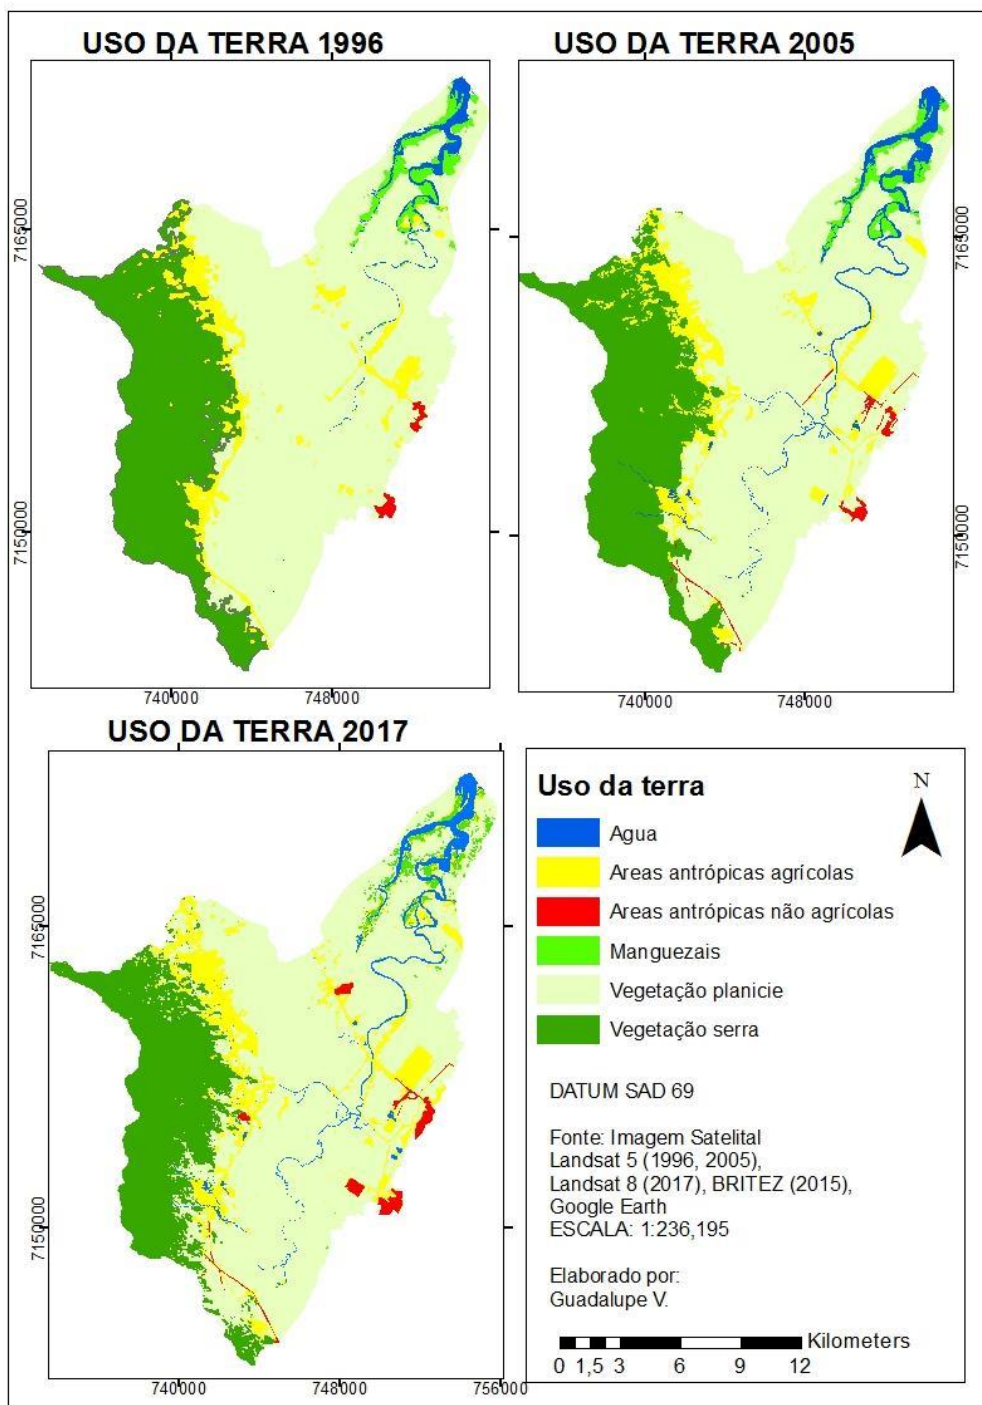 USO DA TERRA 1996
USO DA TERRA 2005
7165000
7150000
740000
748000
7165000
7150000
740000
748000
USO DA TERRA 2017
7165000
7150000
740000
748000
756000
Uso da terra
N
Agua
Areas antrópicas agrícolas
Areas antrópicas não agrícolas
Manguezais
Vegetação planicie
Vegetação serra
DATUM SAD 69
Fonte: Imagem Satelital
Landsat 5 (1996, 2005),
Landsat 8 (2017), BRITEZ (2015),
Google Earth
ESCALA: 1:236,195
Elaborado por:
Guadalupe V.
Kilometers
0 1,5 3 6 9 12